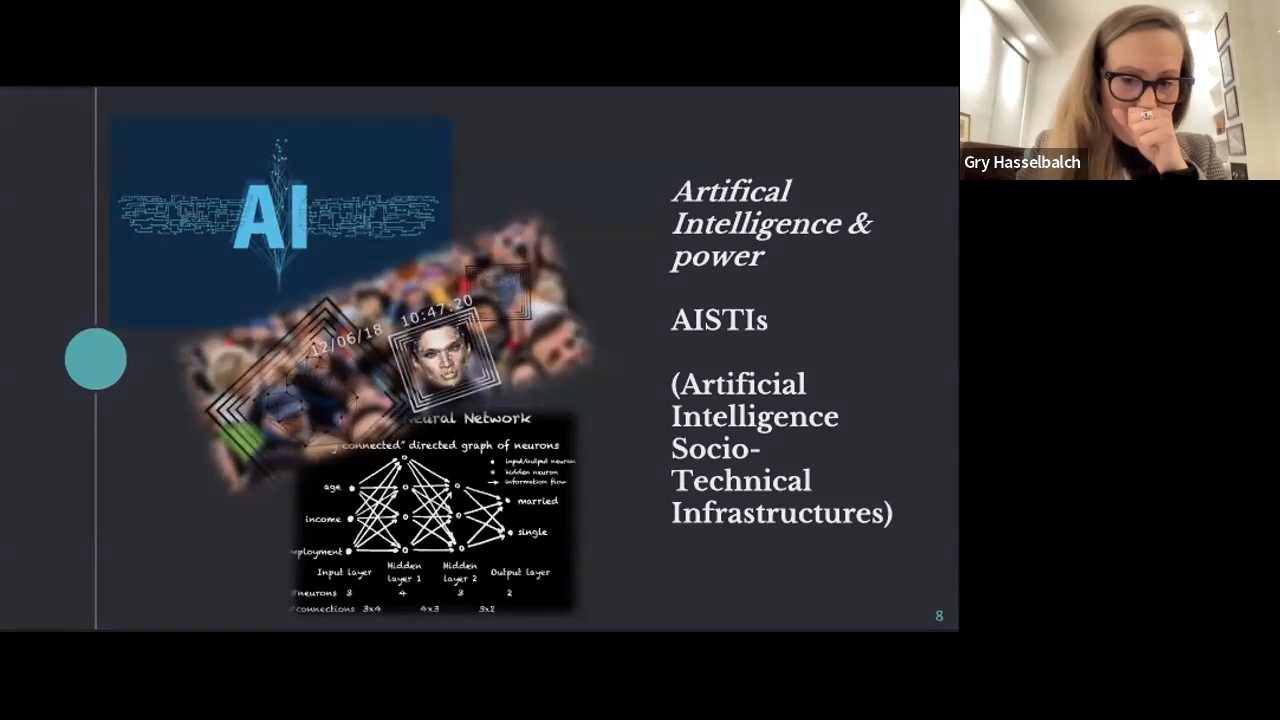 AI
12/06/18 10:47.20
Neural Network
connected" directed graph of neurons
input/output neuron
hidden neuron
information flow
age
income
mployment
married
single
Input layer Hidden layer 1 Hidden layer 2 Output layer
#neurons 3 4 3 2
#connections 3x4 4x3 3x2
Artifical
Intelligence &
power
AISTIs
(Artificial
Intelligence
Socio-
Technical
Infrastructures)
8
Gry Hasselbalch